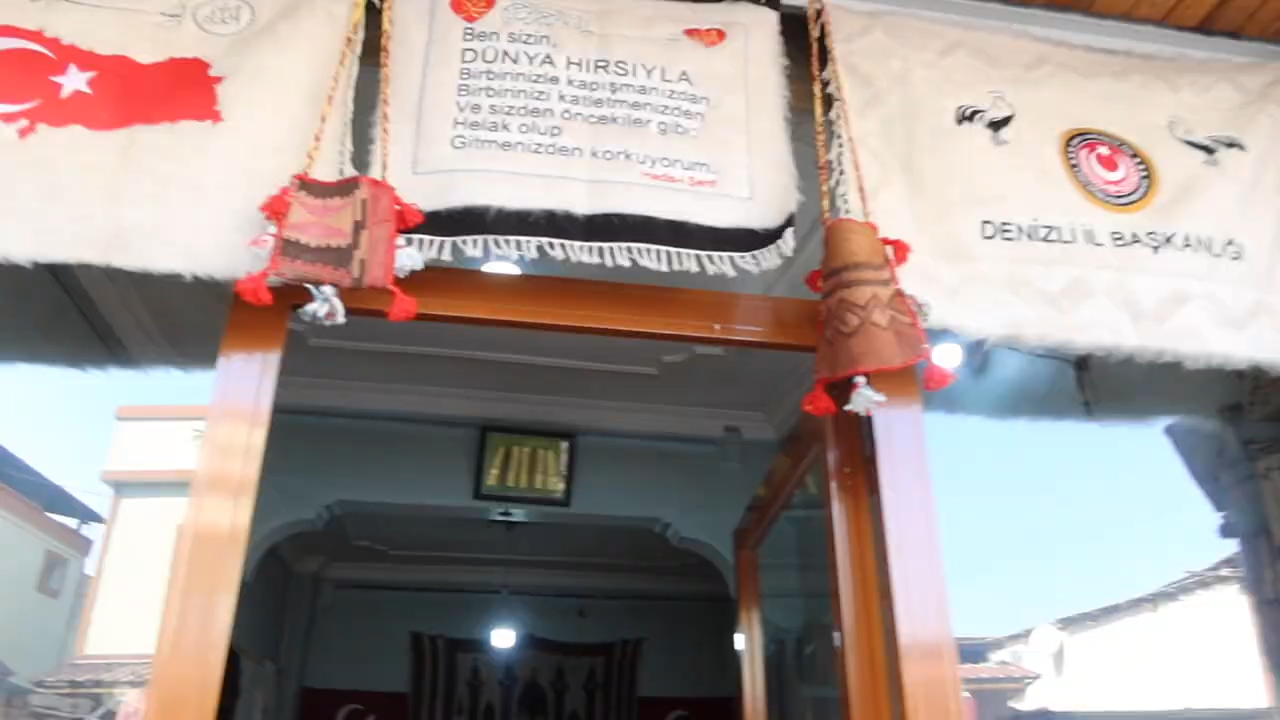 Ben sizin,
DÜNYA HIRSIYLA
Birbirinizle kapışmanızdan,
Birbirinizi katletmenizden
Ve sizden öncekiler gibi
Helak olup
Gitmenizden korkuyorum.
Hadis-i Şerif
DENİZLİ İL BAŞKANLIĞI